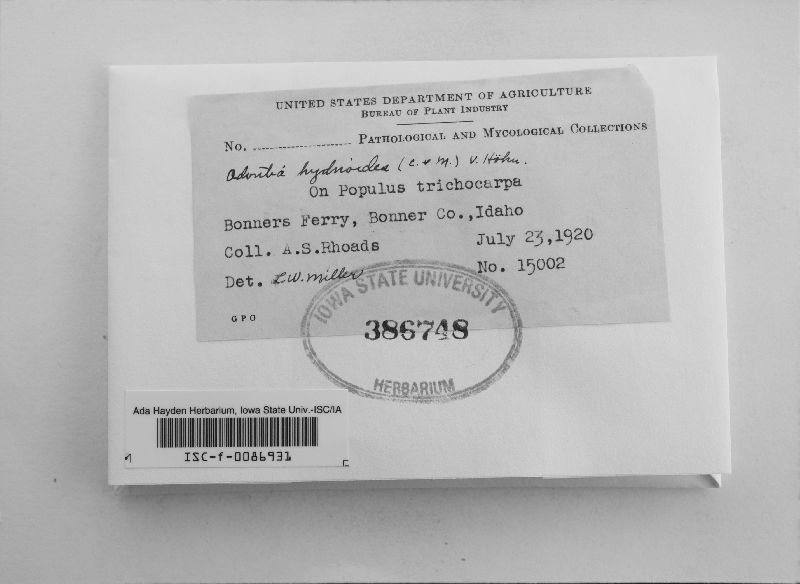 UNITED STATES DEPARTMENT OF AGRICULTURE
BUREAU OF PLANT INDUSTRY
No. .................... PATHOLOGICAL AND MYCOLOGICAL COLLECTIONS
Odontia hydnoidea (C. & M.) v. Höhn.
On Populus trichocarpa
Bonners Ferry, Bonner Co.,Idaho
Coll. A.S.Rhoads July 23,1920
Det. L.W. Miller No. 15002
GPO
IOWA STATE UNIVERSITY
386748
HERBARIUM
Ada Hayden Herbarium, Iowa State Univ.-ISC/IA
ISC-f-0086931